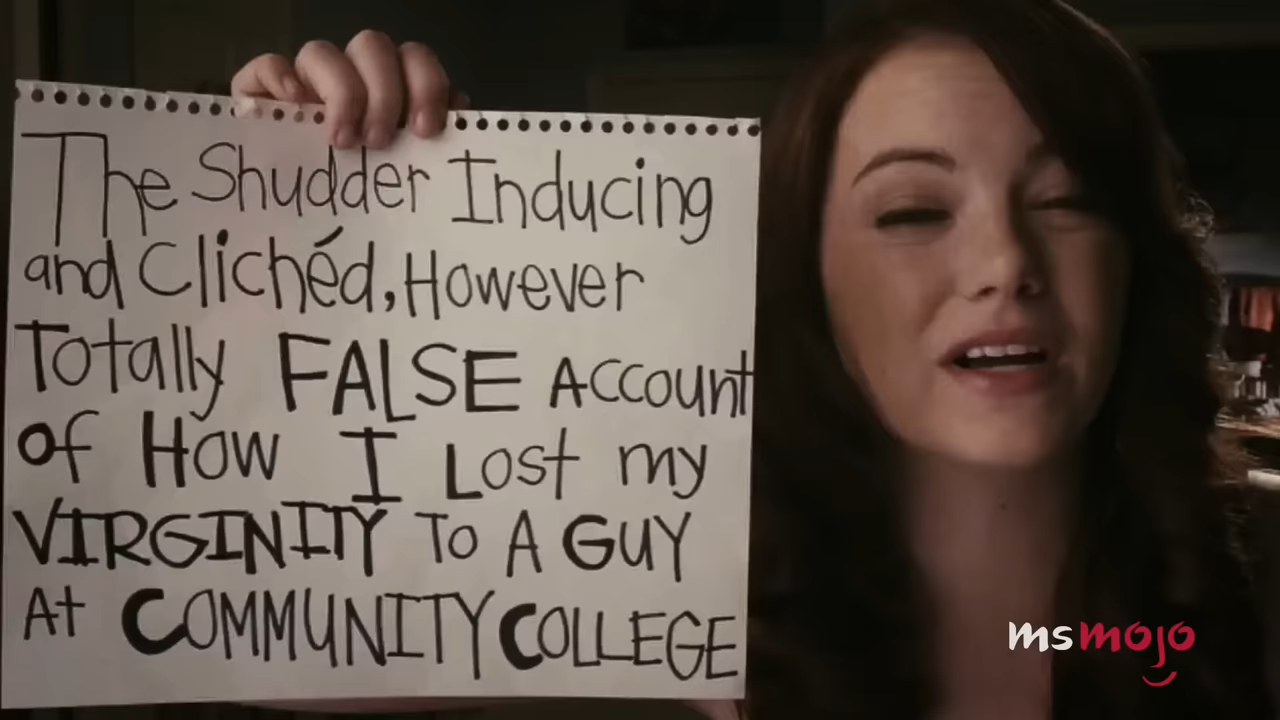 The Shudder Inducing
and Clichéd, However
Totally FALSE Account
of How I Lost my
VIRGINITY To A GUY
At COMMUNITY COLLEGE
msmojo